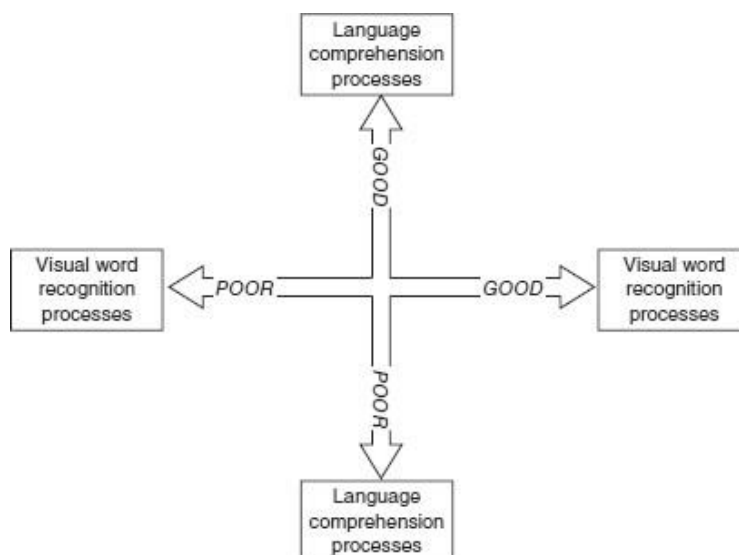 Language
comprehension
processes
GOOD
Visual word
recognition
processes
POOR
GOOD
Visual word
recognition
processes
POOR
Language
comprehension
processes